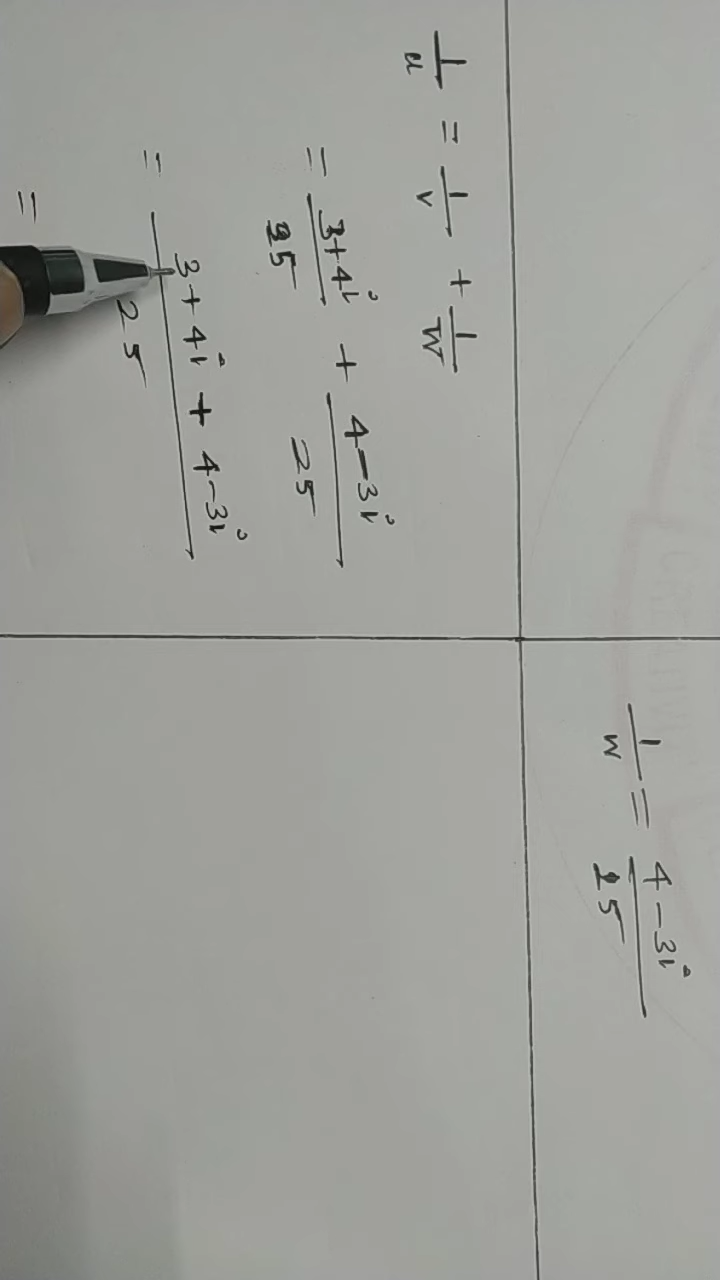 1/u = 1/v + 1/w
= 3+4i/25 + 4-3i/25
= 3+4i+4-3i/25
=
1/w = 4-3i/25